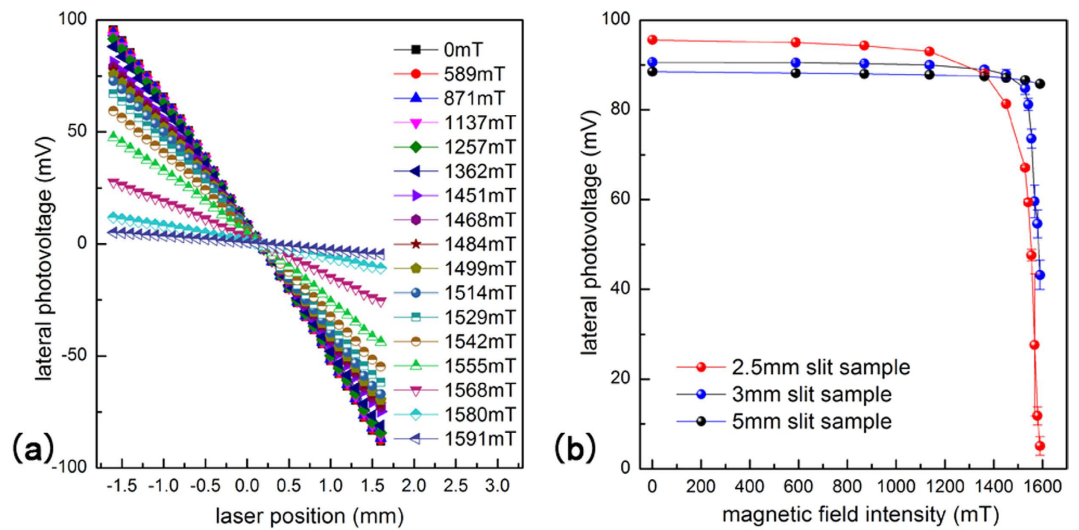 (a)
lateral photovoltage (mV)
100
50
0
-50
-100
0mT
589mT
871mT
1137mT
1257mT
1362mT
1451mT
1468mT
1484mT
1499mT
1514mT
1529mT
1542mT
1555mT
1568mT
1580mT
1591mT
-1.5 -1.0 -0.5 0.0 0.5 1.0 1.5 2.0 2.5 3.0
laser position (mm)
(b)
lateral photovoltage (mV)
100
80
60
40
20
0
2.5mm slit sample
3mm slit sample
5mm slit sample
0 200 400 600 800 1000 1200 1400 1600
magnetic field intensity (mT)